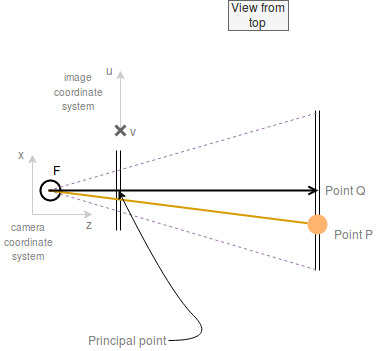 View from
top
u
image
coordinate
system
v
x
F
Point Q
z
Point P
camera
coordinate
system
Principal point